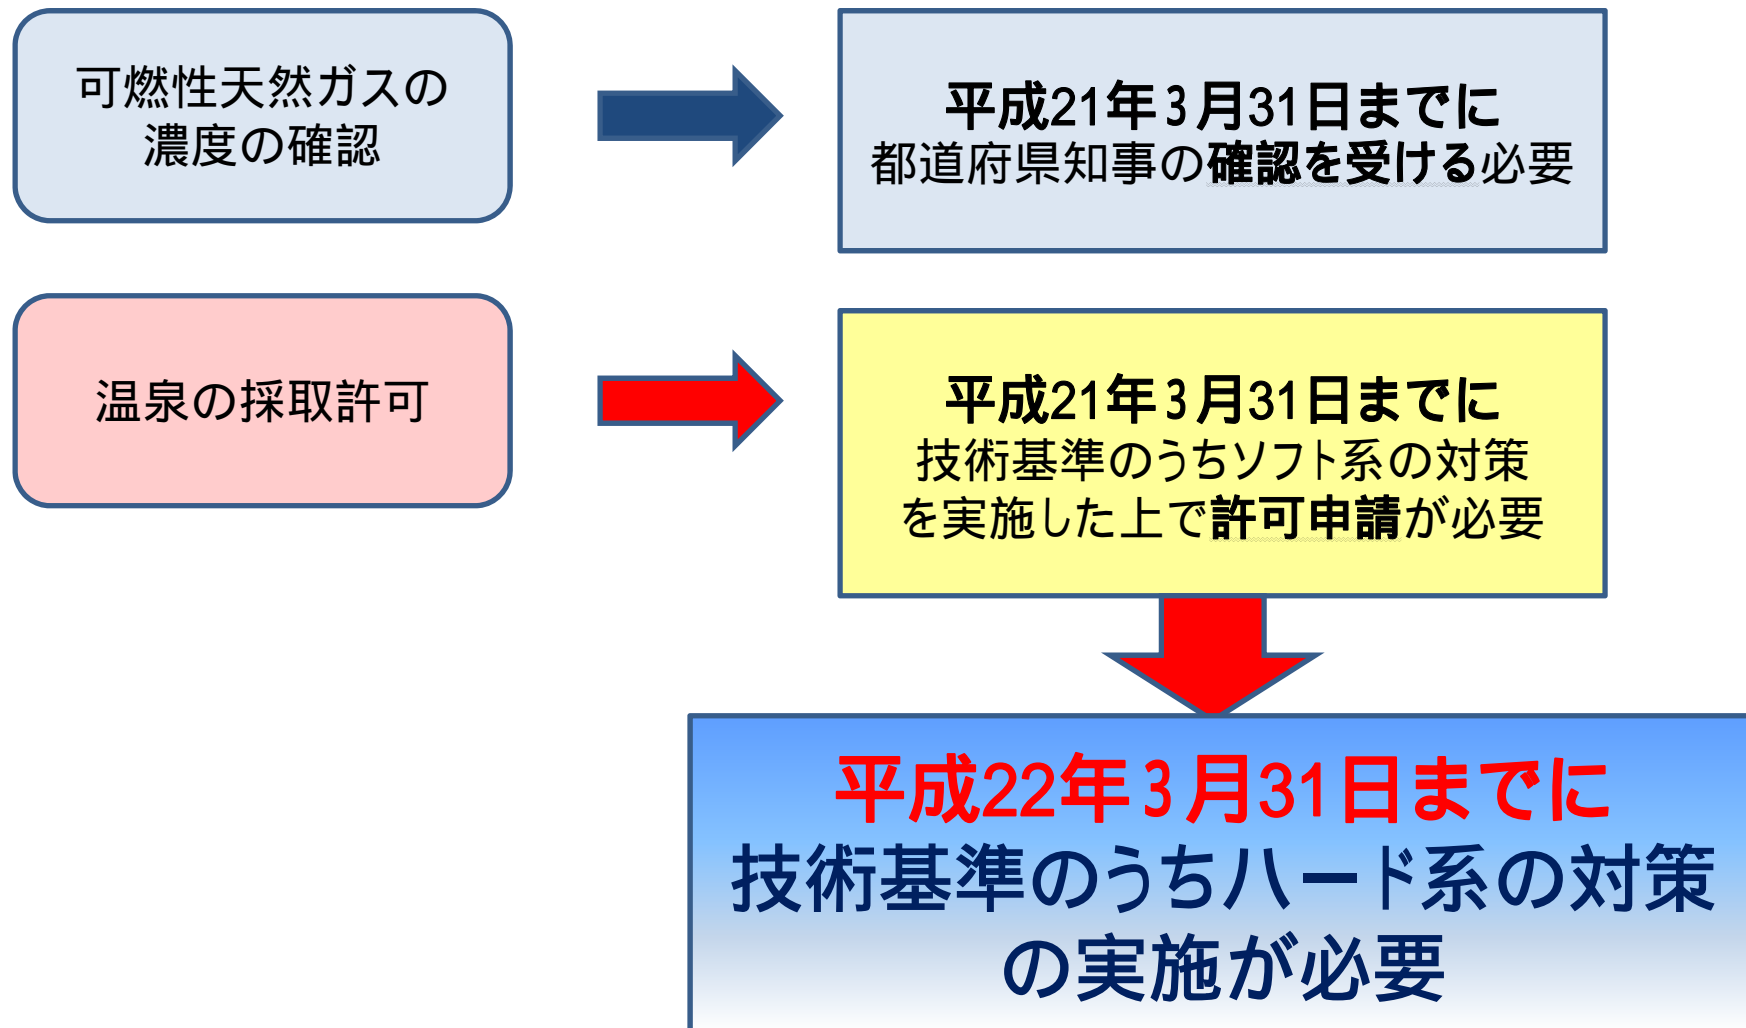 可燃性天然ガスの
濃度の確認
平成21年３月31日までに
都道府県知事の確認を受ける必要
温泉の採取許可
平成21年３月31日までに
技術基準のうちソフト系の対策
を実施した上で許可申請が必要
平成22年３月31日までに
技術基準のうちハード系の対策
の実施が必要